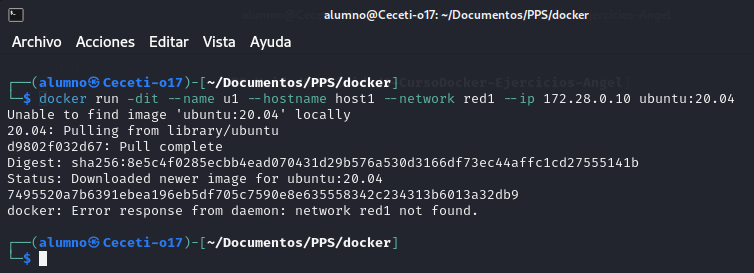 alumno@Ceceti-o17: ~/Documentos/PPS/docker
Archivo Acciones Editar Vista Ayuda
┌──(alumno㉿Ceceti-o17)-[~/Documentos/PPS/docker]
└─$ docker run -dit --name u1 --hostname host1 --network red1 --ip 172.28.0.10 ubuntu:20.04
Unable to find image 'ubuntu:20.04' locally
20.04: Pulling from library/ubuntu
d9802f032d67: Pull complete
Digest: sha256:8e5c4f0285ecbb4ead070431d29b576a530d3166df73ec44affc1cd27555141b
Status: Downloaded newer image for ubuntu:20.04
7495520a7b6391ebea196eb5df705c7590e8e635558342c234313b6013a32db9
docker: Error response from daemon: network red1 not found.
┌──(alumno㉿Ceceti-o17)-[~/Documentos/PPS/docker]
└─$